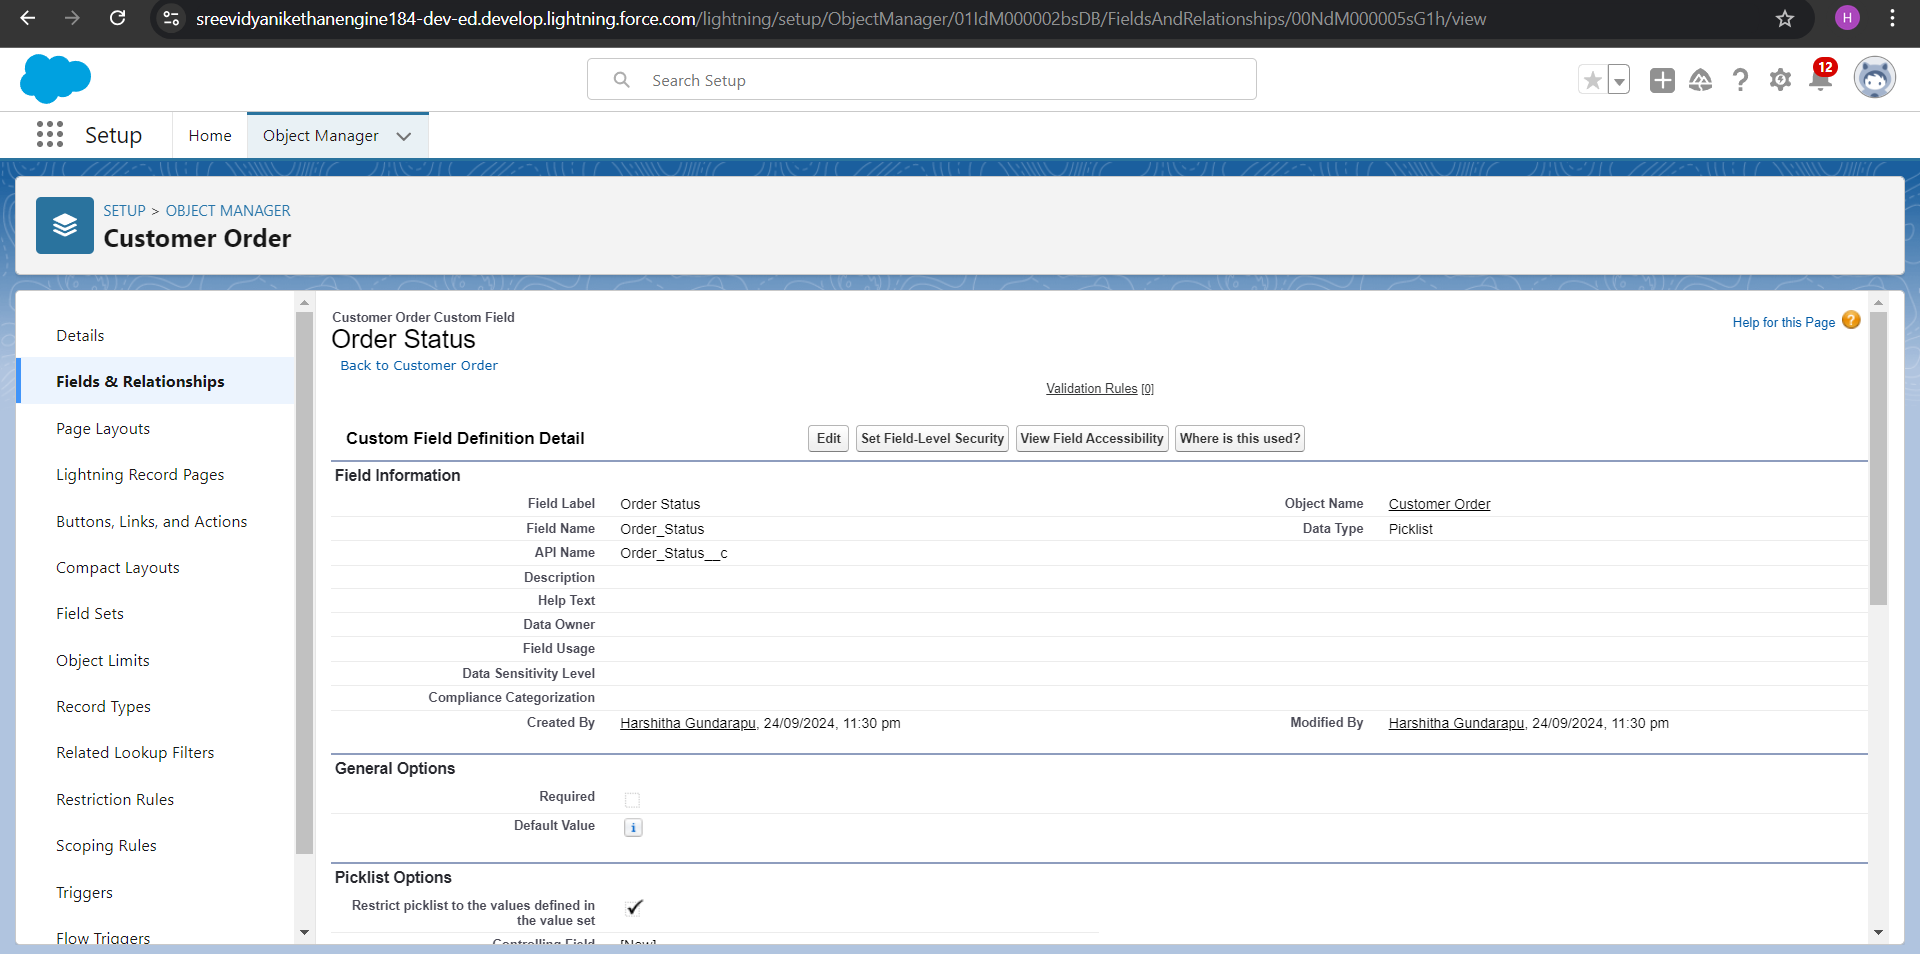 sreevidyanikethanengine184-dev-ed.develop.lightning.force.com/lightning/setup/ObjectManager/01IdM000002bsDB/FieldsAndRelationships/00NdM000005sG1h/view
H
Search Setup
12
Setup
Home
Object Manager
SETUP > OBJECT MANAGER
Customer Order
Details
Fields & Relationships
Page Layouts
Lightning Record Pages
Buttons, Links, and Actions
Compact Layouts
Field Sets
Object Limits
Record Types
Related Lookup Filters
Restriction Rules
Scoping Rules
Triggers
Flow Triggers
Customer Order Custom Field
Order Status
Back to Customer Order
Help for this Page ?
Validation Rules [0]
Custom Field Definition Detail
Edit
Set Field-Level Security
View Field Accessibility
Where is this used?
Field Information
Field Label Order Status Object Name Customer Order
Field Name Order_Status Data Type Picklist
API Name Order_Status__c
Description
Help Text
Data Owner
Field Usage
Data Sensitivity Level
Compliance Categorization
Created By Harshitha Gundarapu, 24/09/2024, 11:30 pm Modified By Harshitha Gundarapu, 24/09/2024, 11:30 pm
General Options
Required
Default Value i
Picklist Options
Restrict picklist to the values defined in
the value set
Controlling Field [New]